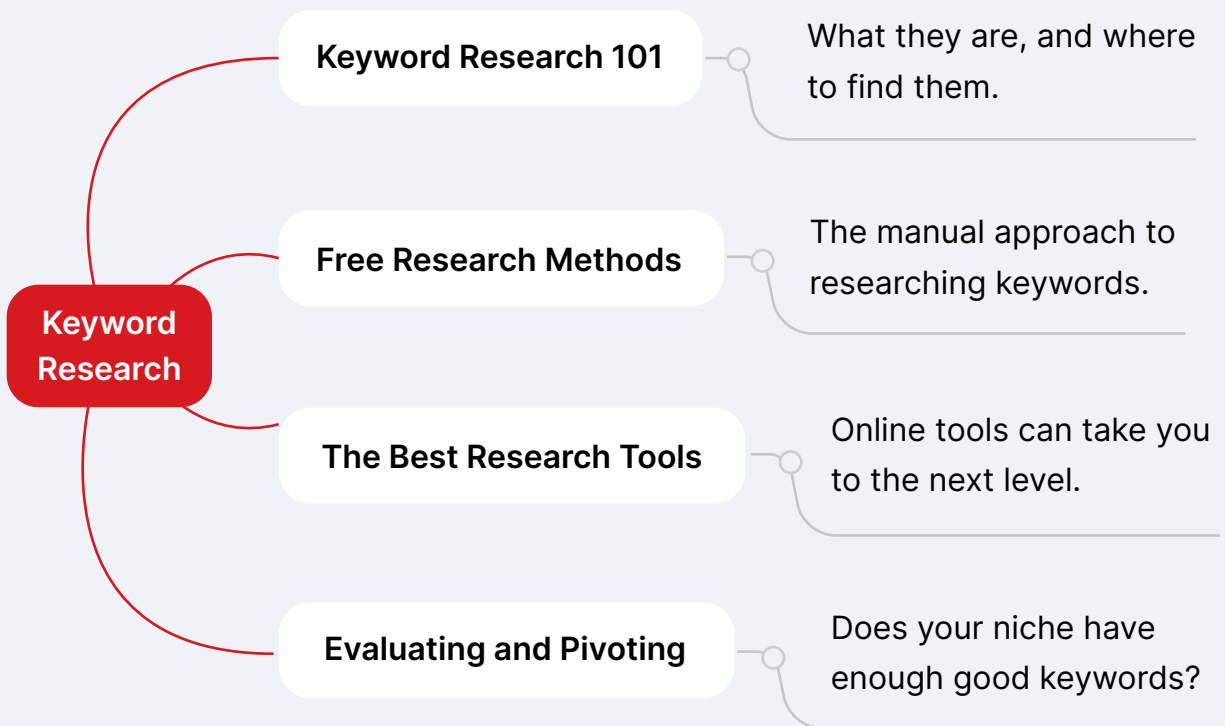 Keyword Research 101
What they are, and where
to find them.
Free Research Methods
The manual approach to
researching keywords.
Keyword
Research
The Best Research Tools
Online tools can take you
to the next level.
Evaluating and Pivoting
Does your niche have
enough good keywords?